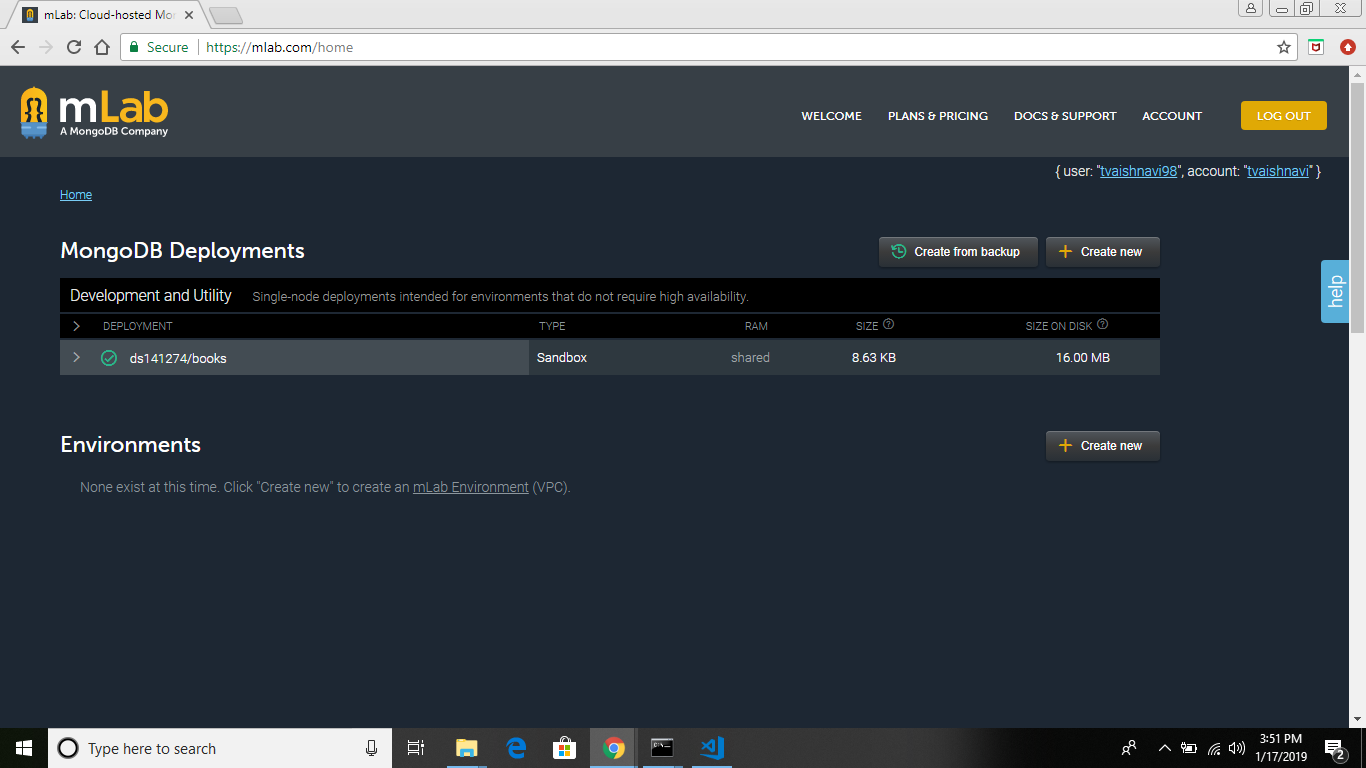 mLab: Cloud-hosted Mor
Secure https://mlab.com/home
mLab
A MongoDB Company
WELCOME PLANS & PRICING DOCS & SUPPORT ACCOUNT LOG OUT
{ user: "tvaishnavi98", account: "tvaishnavi" }
Home
MongoDB Deployments Create from backup Create new
help
Development and Utility Single-node deployments intended for environments that do not require high availability.
DEPLOYMENT TYPE RAM SIZE ? SIZE ON DISK ?
ds141274/books Sandbox shared 8.63 KB 16.00 MB
Environments Create new
None exist at this time. Click "Create new" to create an mLab Environment (VPC).
Type here to search
3:51 PM
1/17/2019
2